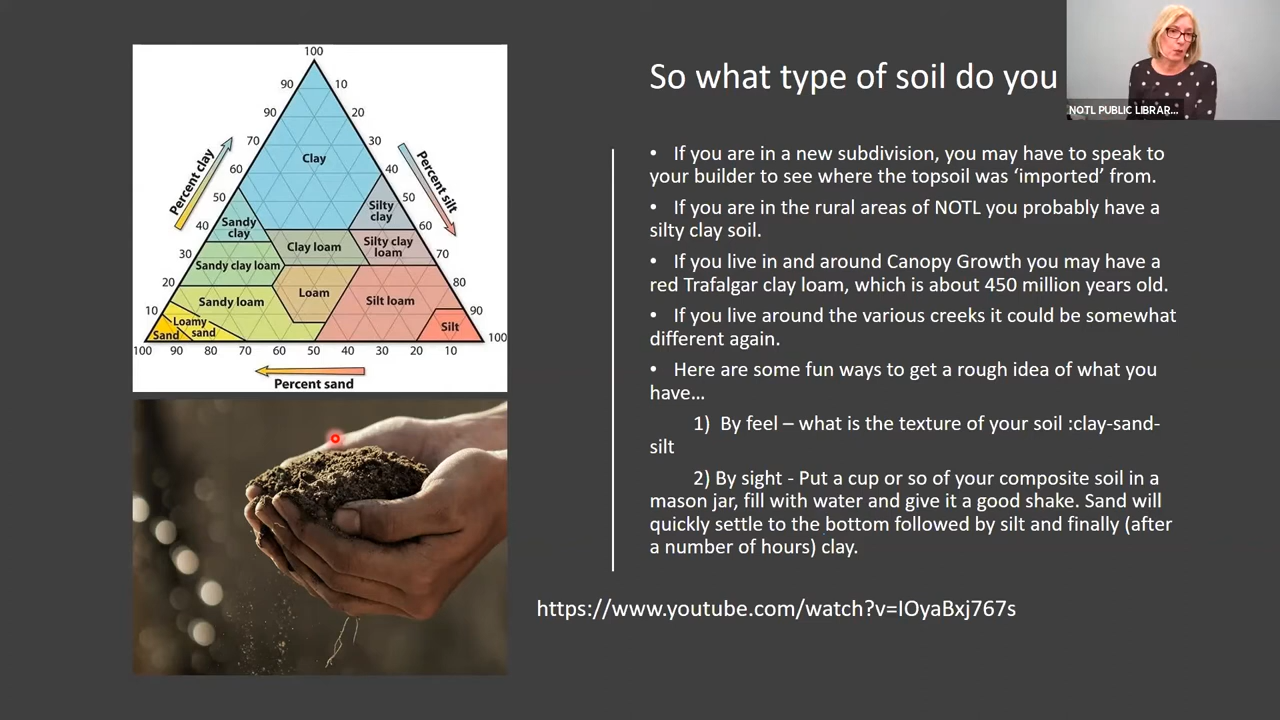 So what type of soil do you
NOTL PUBLIC LIBRAR...
• If you are in a new subdivision, you may have to speak to
your builder to see where the topsoil was ‘imported’ from.
• If you are in the rural areas of NOTL you probably have a
silty clay soil.
• If you live in and around Canopy Growth you may have a
red Trafalgar clay loam, which is about 450 million years old.
• If you live around the various creeks it could be somewhat
different again.
• Here are some fun ways to get a rough idea of what you
have...
1) By feel – what is the texture of your soil :clay-sand-
silt
2) By sight - Put a cup or so of your composite soil in a
mason jar, fill with water and give it a good shake. Sand will
quickly settle to the bottom followed by silt and finally (after
a number of hours) clay.
https://www.youtube.com/watch?v=IOyaBxj767s
100
90 10
90 20
70 30
60 40
50 50
40 60
30 70
20 80
10 90
100
100 90 80 70 60 50 40 30 20 10
Percent clay
Percent silt
Percent sand
Clay
Silty
clay
Sandy
clay
Clay loam
Silty clay
loam
Sandy clay loam
Loam
Sandy loam
Silt loam
Loamy
sand
Sand
Silt